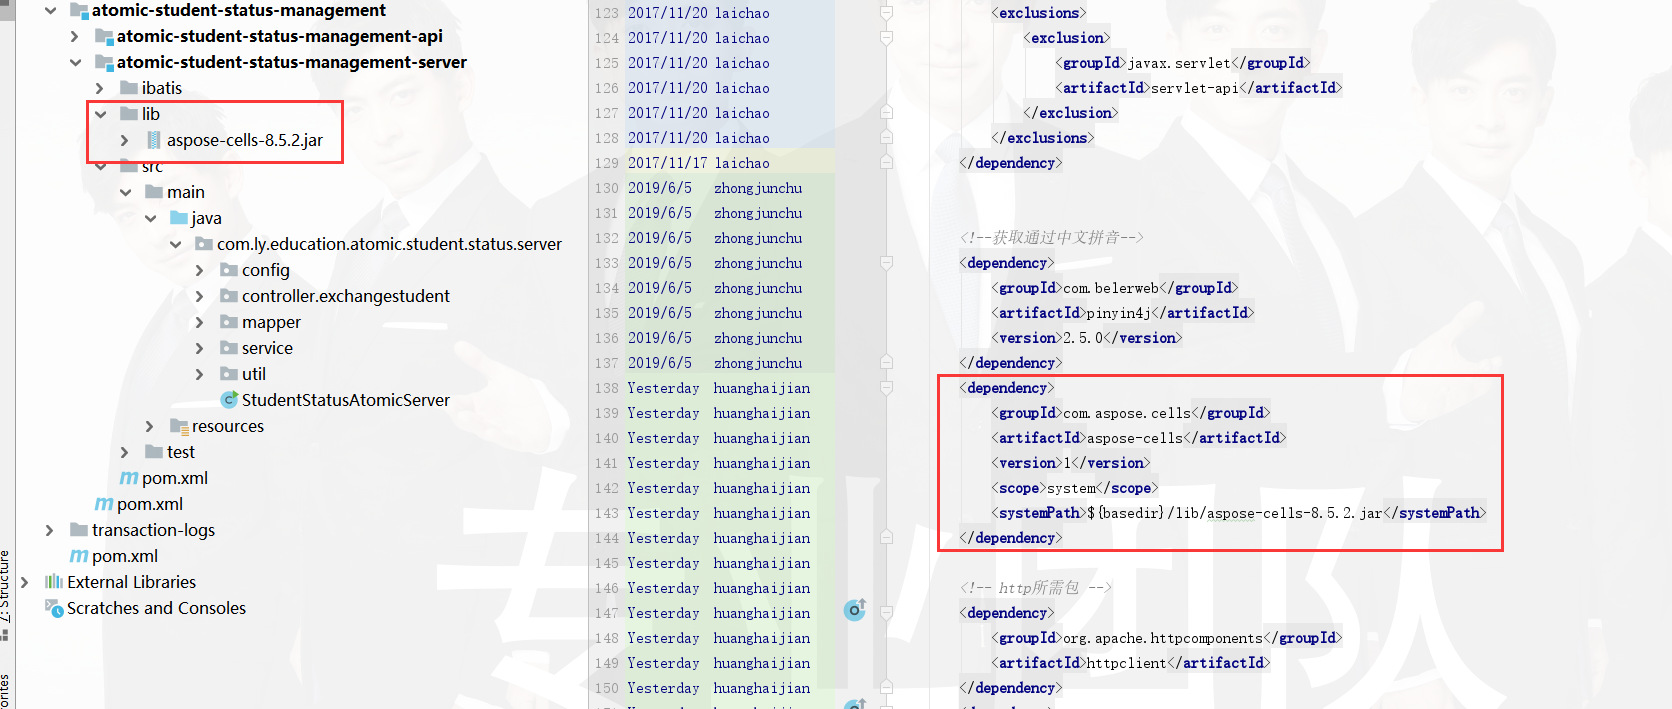 atomic-student-status-management
atomic-student-status-management-api
atomic-student-status-management-server
ibatis
lib
aspose-cells-8.5.2.jar
src
main
java
com.ly.education.atomic.student.status.server
config
controller.exchangestudent
mapper
service
util
StudentStatusAtomicServer
resources
test
pom.xml
pom.xml
transaction-logs
pom.xml
External Libraries
Scratches and Consoles
7: Structure
123 2017/11/20 laichao <exclusions>
124 2017/11/20 laichao <exclusion>
125 2017/11/20 laichao <groupId>javax.servlet</groupId>
126 2017/11/20 laichao <artifactId>servlet-api</artifactId>
127 2017/11/20 laichao </exclusion>
128 2017/11/20 laichao </exclusions>
129 2017/11/17 laichao </dependency>
130 2019/6/5 zhongjunchu
131 2019/6/5 zhongjunchu
132 2019/6/5 zhongjunchu <!--获取通过中文拼音-->
133 2019/6/5 zhongjunchu <dependency>
134 2019/6/5 zhongjunchu <groupId>com.belerweb</groupId>
135 2019/6/5 zhongjunchu <artifactId>pinyin4j</artifactId>
136 2019/6/5 zhongjunchu <version>2.5.0</version>
137 2019/6/5 zhongjunchu </dependency>
138 Yesterday huanghaijian <dependency>
139 Yesterday huanghaijian <groupId>com.aspose.cells</groupId>
140 Yesterday huanghaijian <artifactId>aspose-cells</artifactId>
141 Yesterday huanghaijian <version>1</version>
142 Yesterday huanghaijian <scope>system</scope>
143 Yesterday huanghaijian <systemPath>${basedir}/lib/aspose-cells-8.5.2.jar</systemPath>
144 Yesterday huanghaijian </dependency>
145 Yesterday huanghaijian
146 Yesterday huanghaijian <!-- http所需包 -->
147 Yesterday huanghaijian <dependency>
148 Yesterday huanghaijian <groupId>org.apache.httpcomponents</groupId>
149 Yesterday huanghaijian <artifactId>httpclient</artifactId>
150 Yesterday huanghaijian </dependency>
专业团队